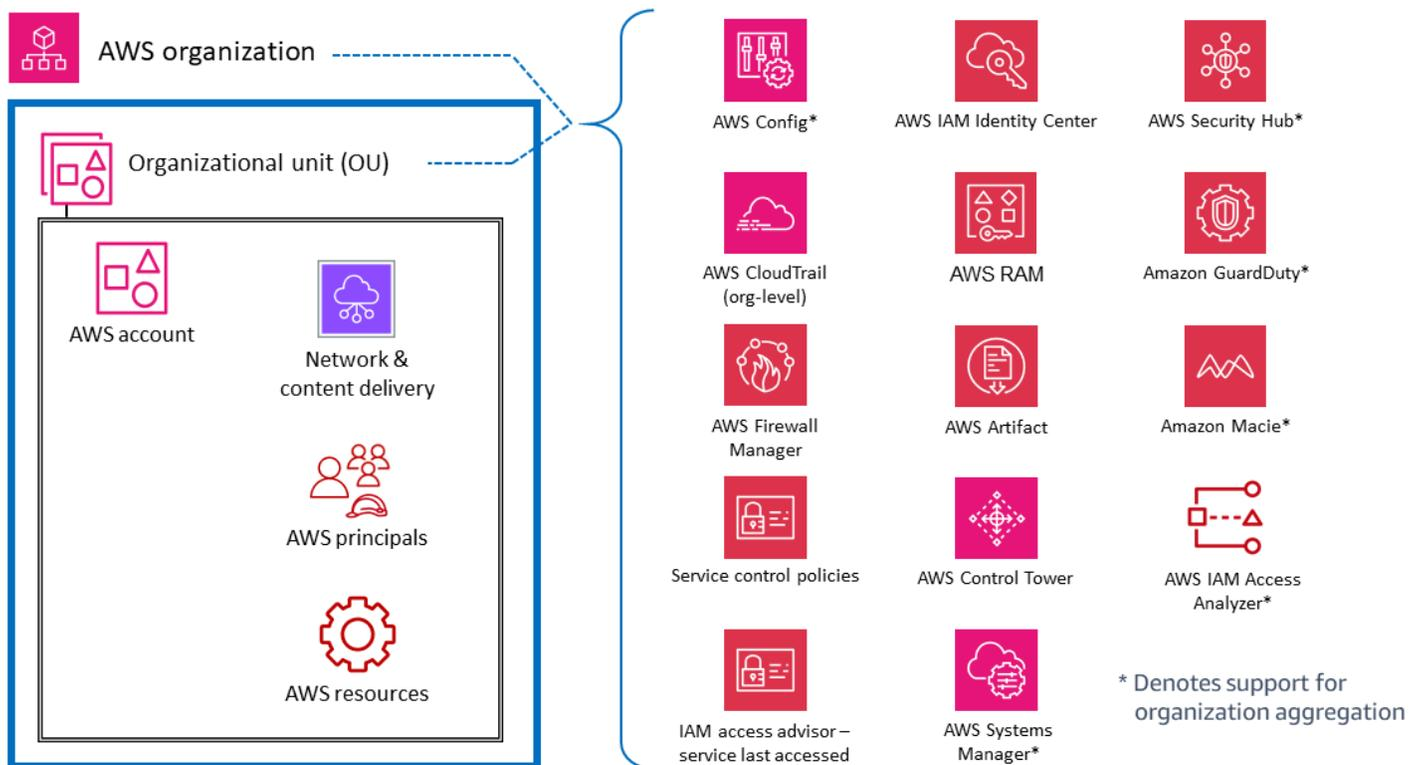 AWS organization
Organizational unit (OU)
AWS account
Network &
content delivery
AWS principals
AWS resources
AWS Config*
AWS IAM Identity Center
AWS Security Hub*
AWS CloudTrail
(org-level)
AWS RAM
Amazon GuardDuty*
AWS Firewall
Manager
AWS Artifact
Amazon Macie*
Service control policies
AWS Control Tower
AWS IAM Access
Analyzer*
IAM access advisor –
service last accessed
AWS Systems
Manager*
* Denotes support for
organization aggregation